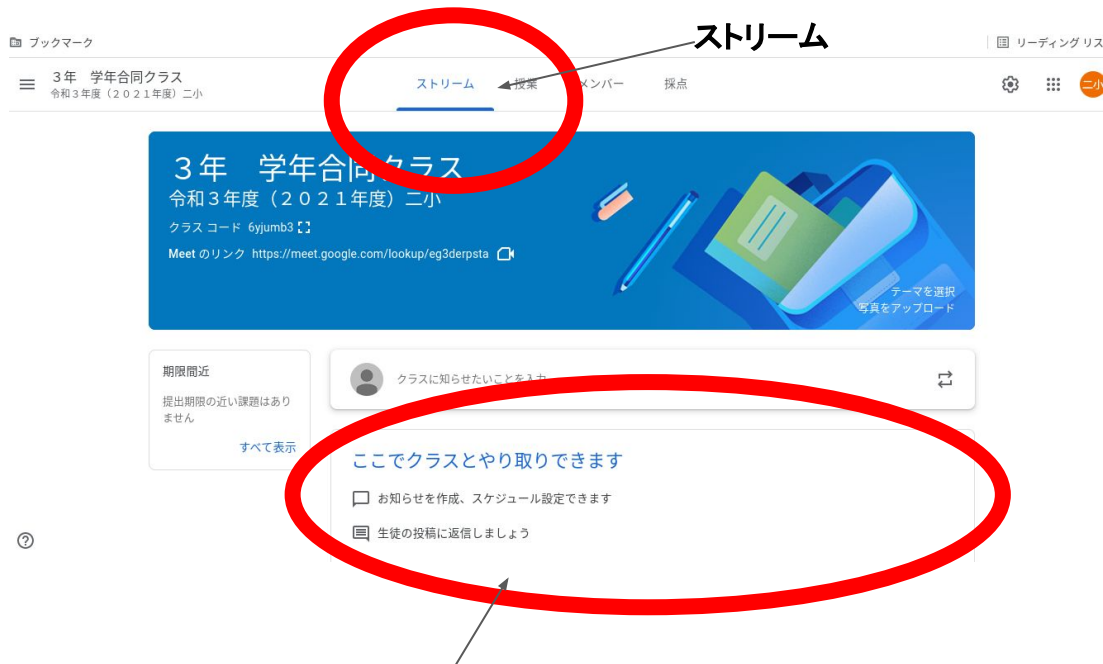 ストリーム
ブックマーク
リーディング リス
３年　学年合同クラス
令和３年度（２０２１年度）二小
ストリーム
授業
メンバー
採点
二小
３年　学年合同クラス
令和３年度（２０２１年度）二小
クラス コード 6yjumb3
Meet のリンク https://meet.google.com/lookup/eg3derpsta
テーマを選択
写真をアップロード
期限間近
提出期限の近い課題はあり
ません
すべて表示
クラスに知らせたいことを入力
ここでクラスとやり取りできます
お知らせを作成、スケジュール設定できます
生徒の投稿に返信しましょう